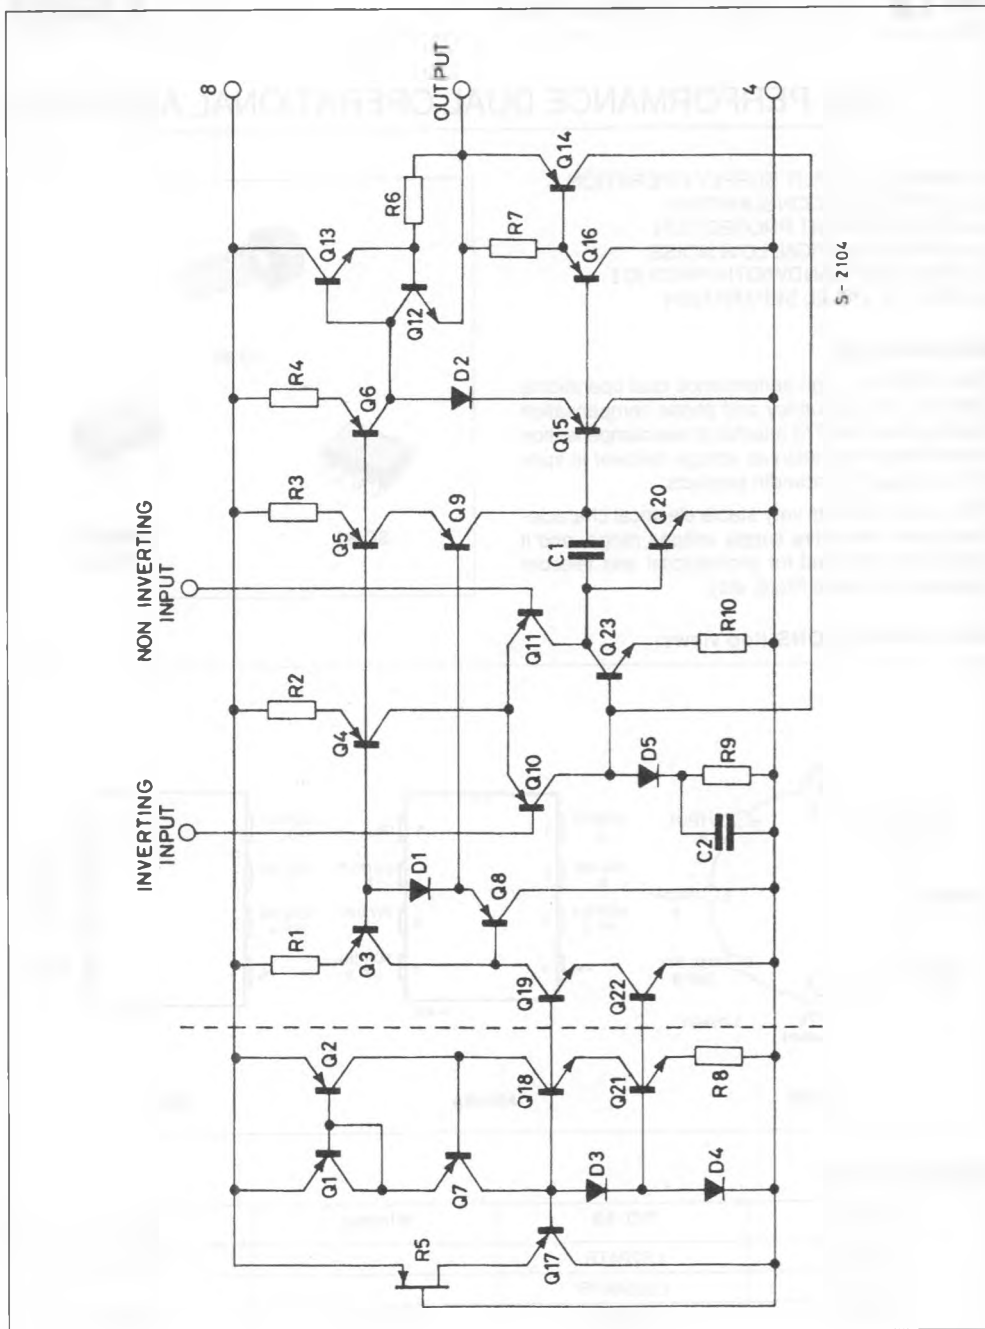 INVERTING
INPUT
NON INVERTING
INPUT
8
R1
R2
R3
R4
Q1
Q2
Q13
Q3
Q4
Q5
Q6
R6
R5
D1
Q12
OUTPUT
Q7
Q8
Q9
D2
R7
Q17
D3
Q18
Q19
Q10
Q11
C1
Q15
Q16
Q14
Q21
Q22
D5
Q23
Q20
D4
R8
C2
R9
R10
4
S-2104